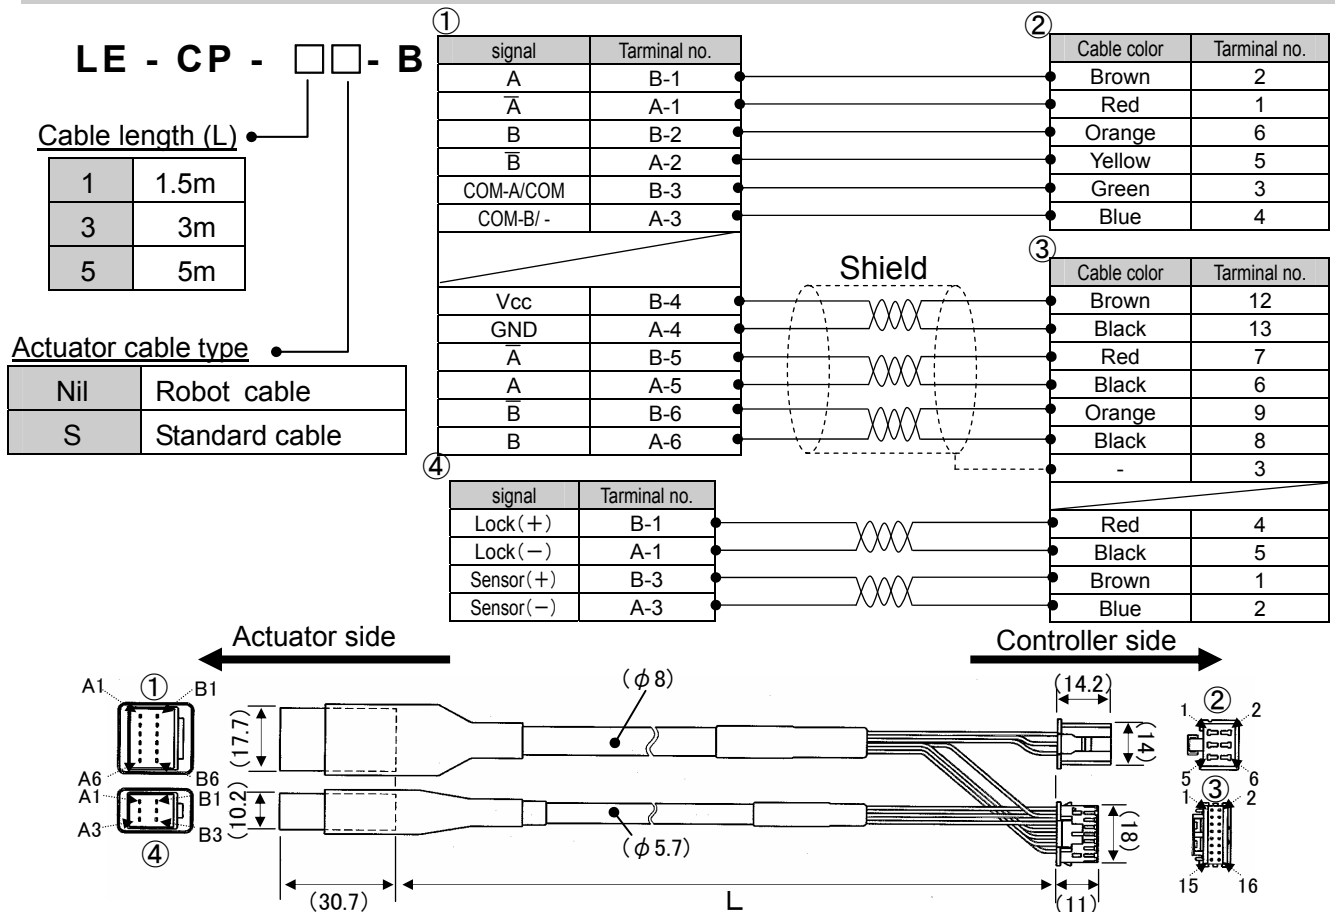 LE - CP - □□- B
Cable length (L)
1 1.5m
3 3m
5 5m
Actuator cable type
Nil Robot cable
S Standard cable
①
signal Tarminal no.
A B-1
A̅ A-1
B B-2
B̅ A-2
COM-A/COM B-3
COM-B/ - A-3
Vcc B-4
GND A-4
A̅ B-5
A A-5
B̅ B-6
B A-6
Shield
②
Cable color Tarminal no.
Brown 2
Red 1
Orange 6
Yellow 5
Green 3
Blue 4
③
Cable color Tarminal no.
Brown 12
Black 13
Red 7
Black 6
Orange 9
Black 8
- 3
Red 4
Black 5
Brown 1
Blue 2
④
signal Tarminal no.
Lock(+) B-1
Lock(−) A-1
Sensor(+) B-3
Sensor(−) A-3
Actuator side
Controller side
A1 ① B1
A6 B6
A1 B1
A3 B3
④
(17.7)
(10.2)
(30.7)
(φ8)
(φ5.7)
L
(14.2)
(14)
(18)
(11)
②
1 2
5 6
③
1 2
15 16